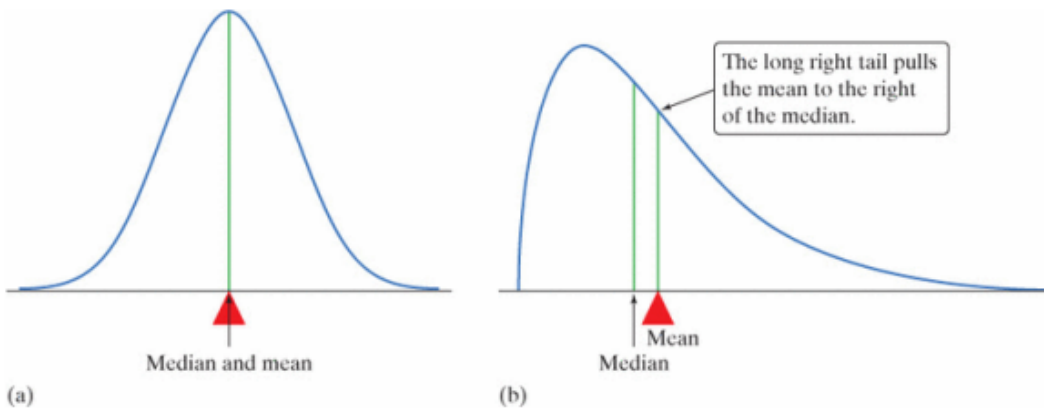 The long right tail pulls
the mean to the right
of the median.
Median and mean
Mean
Median
(a)
(b)